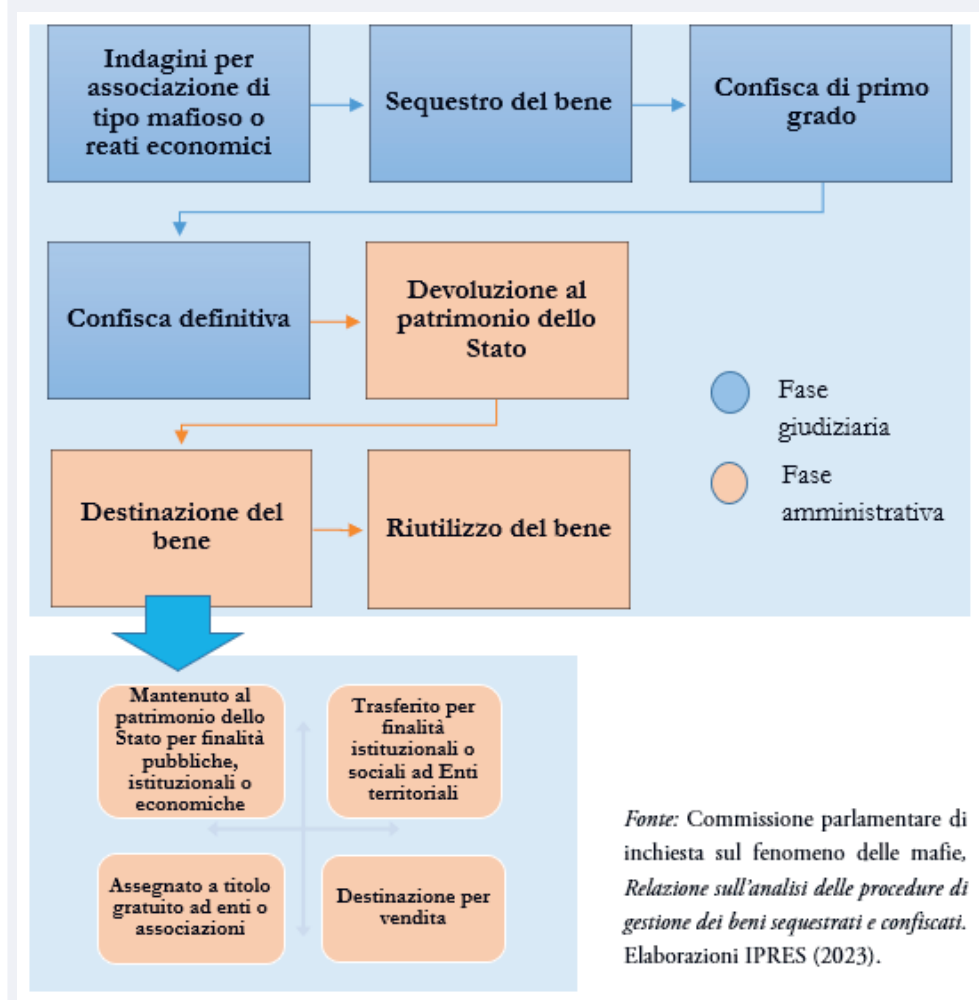 Indagini per
associazione di
tipo mafioso o
reati economici
Sequestro del bene
Confisca di primo
grado
Confisca definitiva
Devoluzione al
patrimonio dello
Stato
Fase
giudiziaria
Fase
amministrativa
Destinazione del
bene
Riutilizzo del bene
Mantenuto al
patrimonio dello
Stato per finalità
pubbliche,
istituzionali o
economiche
Trasferito per
finalità
istituzionali o
sociali ad Enti
territoriali
Assegnato a titolo
gratuito ad enti o
associazioni
Destinazione per
vendita
Fonte: Commissione parlamentare di
inchiesta sul fenomeno delle mafie,
Relazione sull'analisi delle procedure di
gestione dei beni sequestrati e confiscati.
Elaborazioni IPRES (2023).